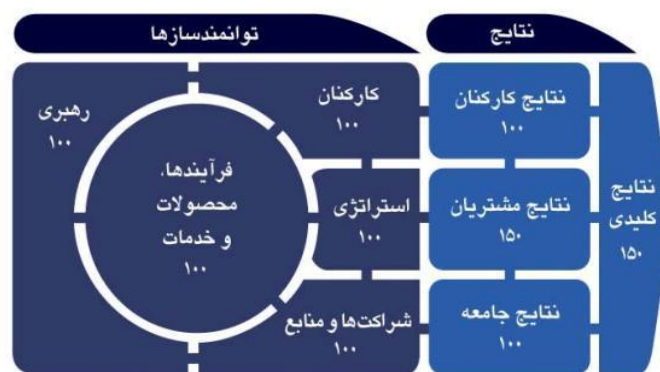 توانمندسازها
نتایج
رهبری
۱۰۰
فرآیندها،
محصولات
و خدمات
۱۰۰
کارکنان
۱۰۰
استراتژی
۱۰۰
شراکت‌ها و منابع
۱۰۰
نتایج کارکنان
۱۰۰
نتایج مشتریان
۱۵۰
نتایج جامعه
۱۰۰
نتایج
کلیدی
۱۵۰